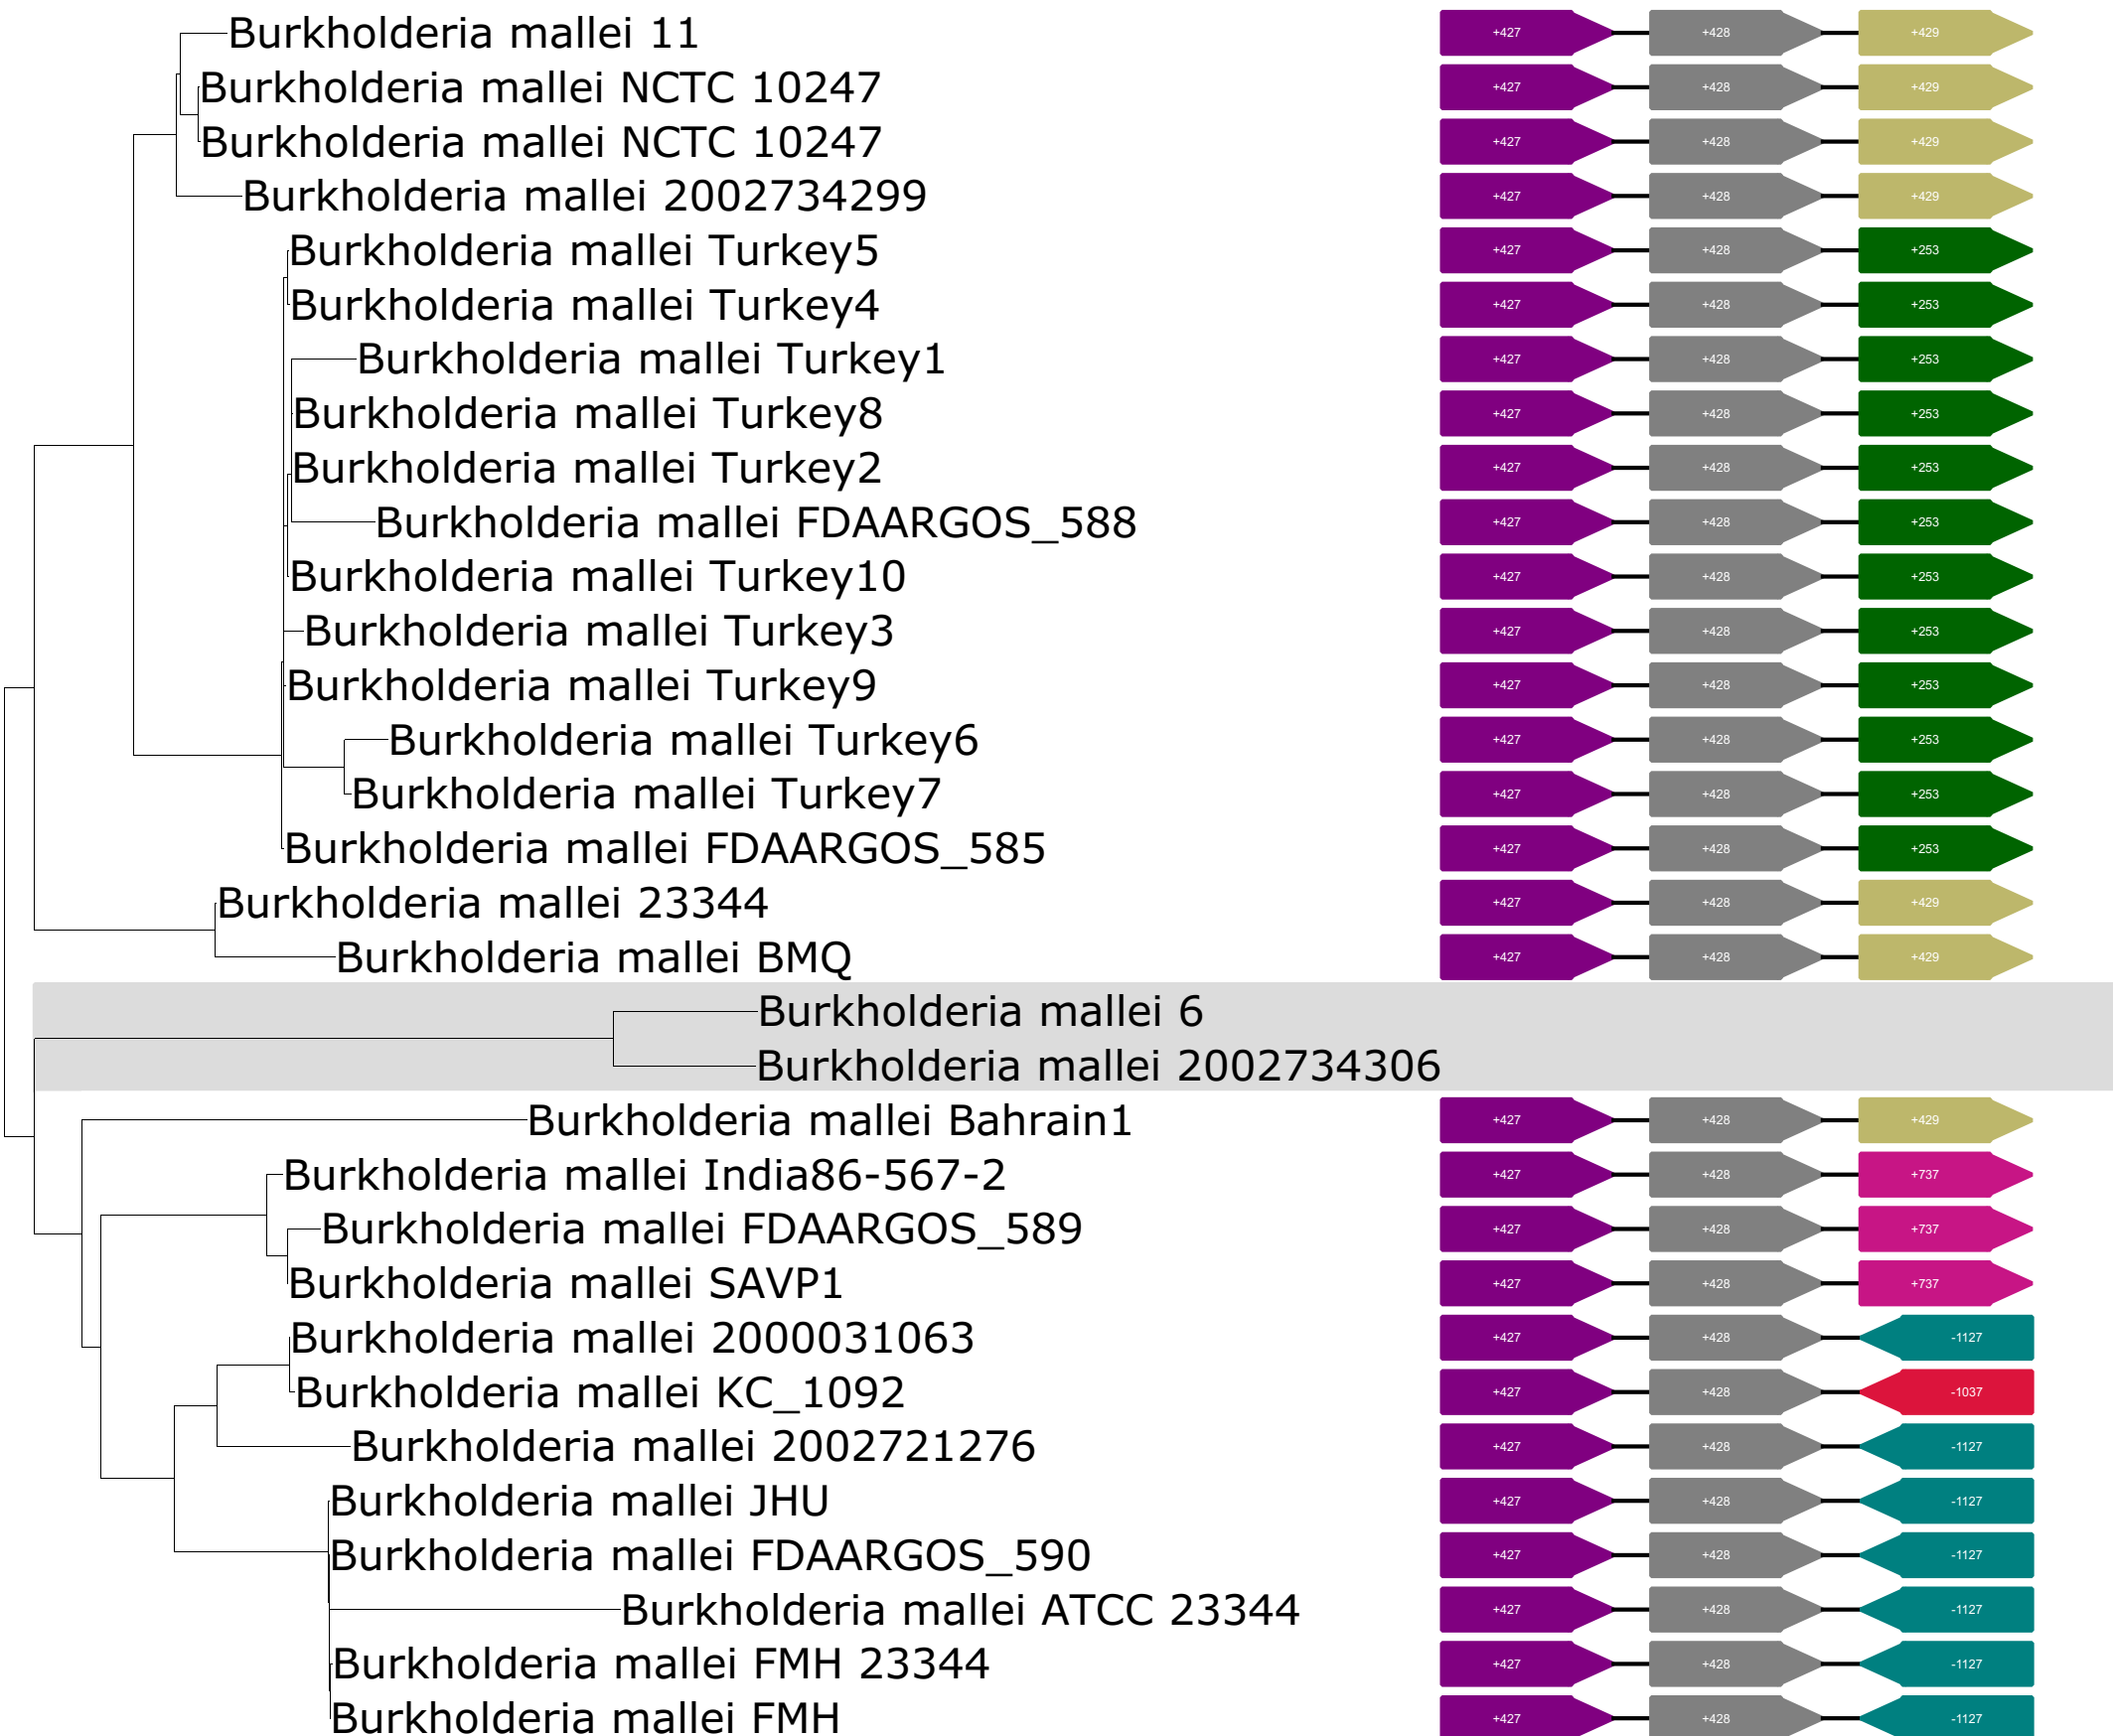 Burkholderia mallei 11 +427 +428 +429
Burkholderia mallei NCTC 10247 +427 +428 +429
Burkholderia mallei NCTC 10247 +427 +428 +429
Burkholderia mallei 2002734299 +427 +428 +429
Burkholderia mallei Turkey5 +427 +428 +253
Burkholderia mallei Turkey4 +427 +428 +253
Burkholderia mallei Turkey1 +427 +428 +253
Burkholderia mallei Turkey8 +427 +428 +253
Burkholderia mallei Turkey2 +427 +428 +253
Burkholderia mallei FDAARGOS_588 +427 +428 +253
Burkholderia mallei Turkey10 +427 +428 +253
Burkholderia mallei Turkey3 +427 +428 +253
Burkholderia mallei Turkey9 +427 +428 +253
Burkholderia mallei Turkey6 +427 +428 +253
Burkholderia mallei Turkey7 +427 +428 +253
Burkholderia mallei FDAARGOS_585 +427 +428 +253
Burkholderia mallei 23344 +427 +428 +429
Burkholderia mallei BMQ +427 +428 +429
Burkholderia mallei 6
Burkholderia mallei 2002734306
Burkholderia mallei Bahrain1 +427 +428 +429
Burkholderia mallei India86-567-2 +427 +428 +737
Burkholderia mallei FDAARGOS_589 +427 +428 +737
Burkholderia mallei SAVP1 +427 +428 +737
Burkholderia mallei 2000031063 +427 +428 -1127
Burkholderia mallei KC_1092 +427 +428 -1037
Burkholderia mallei 2002721276 +427 +428 -1127
Burkholderia mallei JHU +427 +428 -1127
Burkholderia mallei FDAARGOS_590 +427 +428 -1127
Burkholderia mallei ATCC 23344 +427 +428 -1127
Burkholderia mallei FMH 23344 +427 +428 -1127
Burkholderia mallei FMH +427 +428 -1127